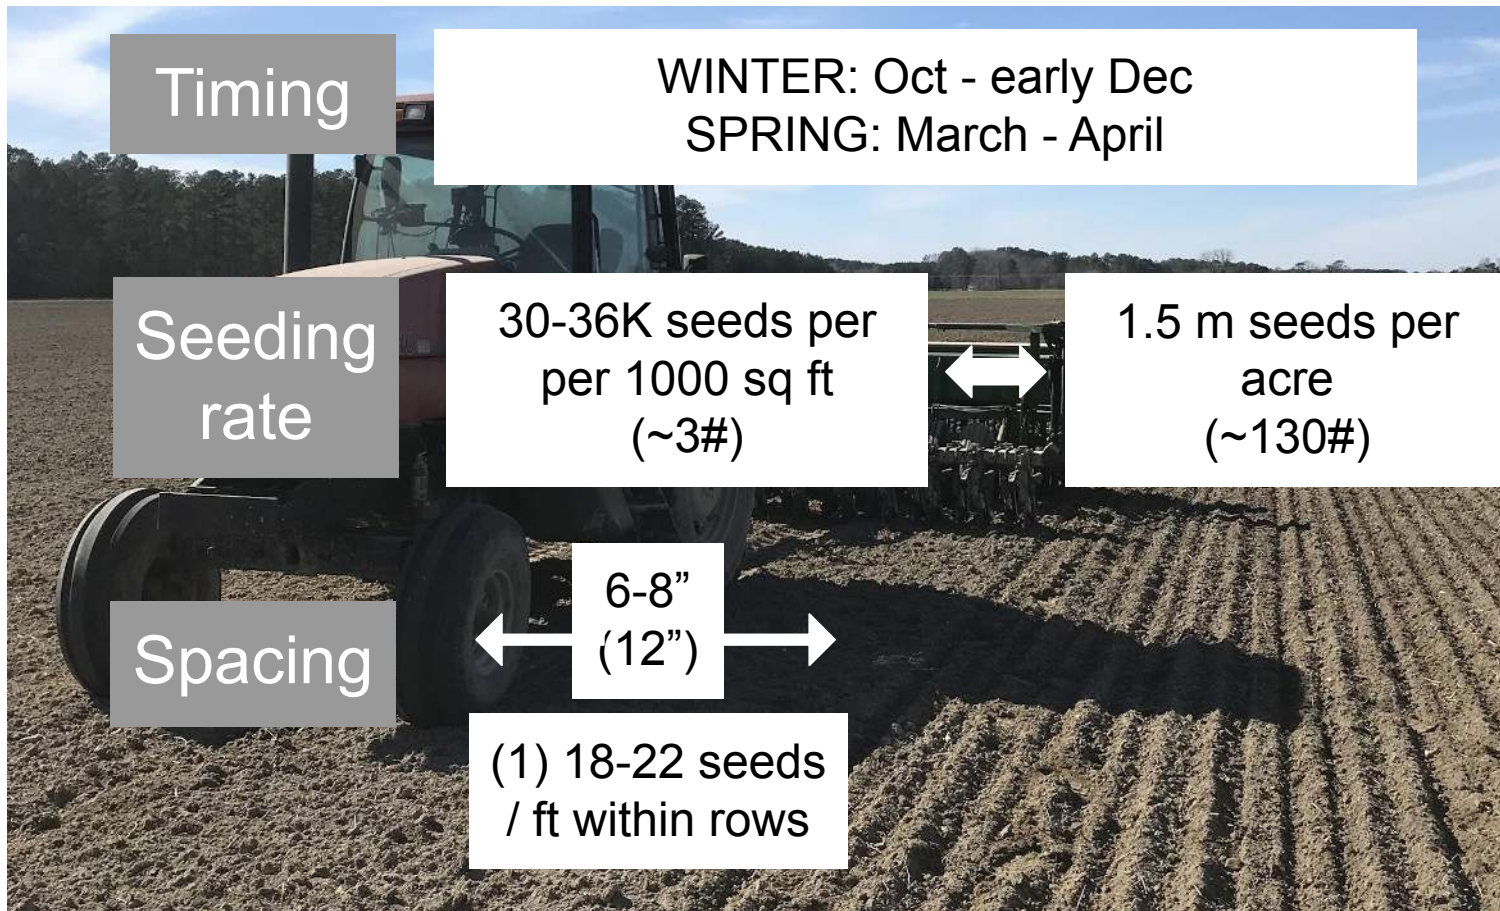 Timing
WINTER: Oct - early Dec
SPRING: March - April
Seeding
rate
30-36K seeds per
per 1000 sq ft
(~3#)
1.5 m seeds per
acre
(~130#)
Spacing
6-8”
(12”)
(1) 18-22 seeds
/ ft within rows